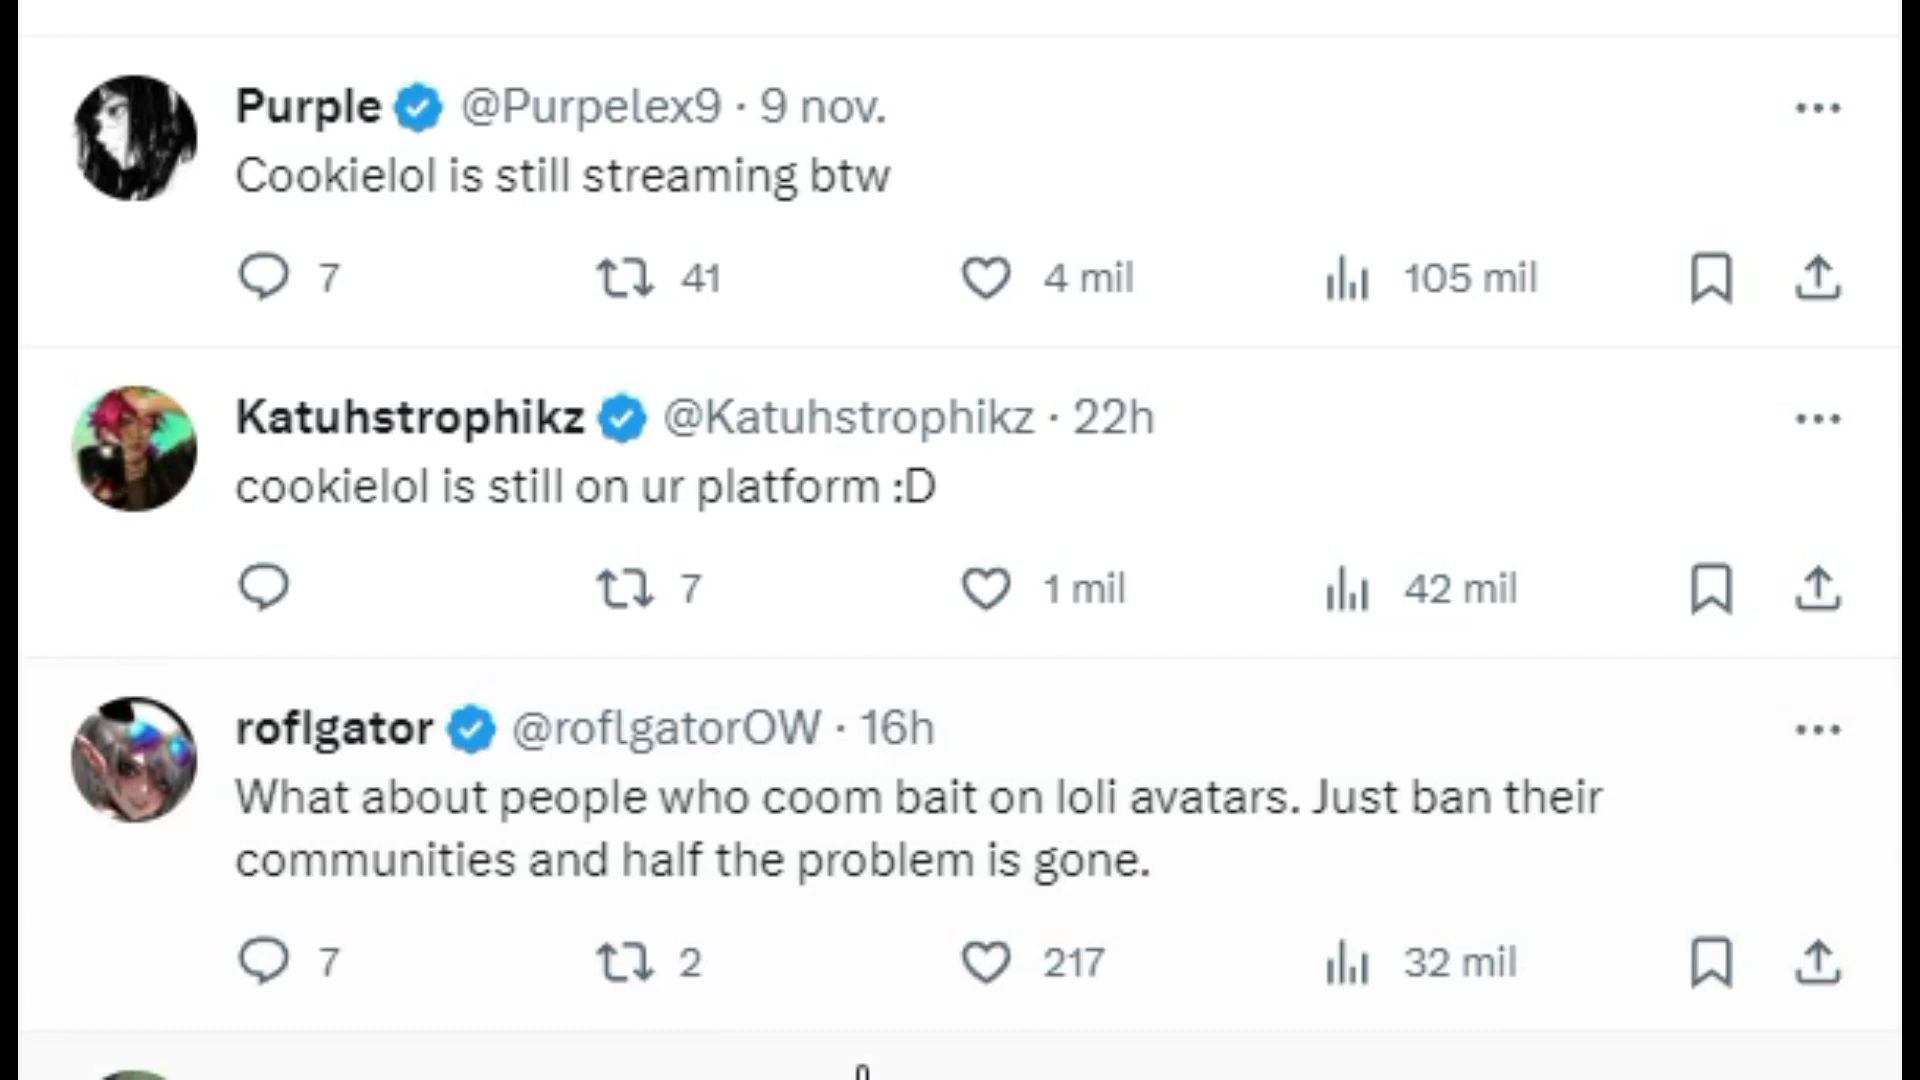 Purple @Purpelex9 · 9 nov.
Cookielol is still streaming btw
7 41 4 mil 105 mil
Katuhstrophikz @Katuhstrophikz · 22h
cookielol is still on ur platform :D
7 1 mil 42 mil
roflgator @roflgatorOW · 16h
What about people who coom bait on loli avatars. Just ban their
communities and half the problem is gone.
7 2 217 32 mil